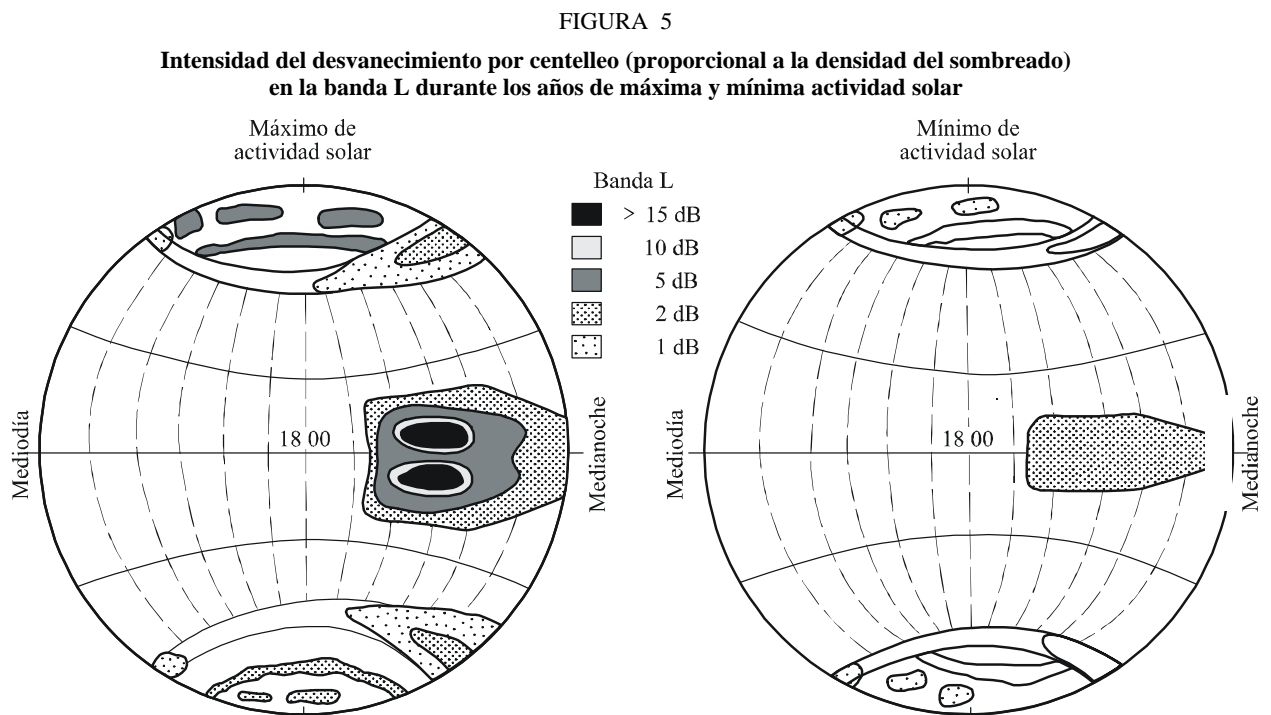 FIGURA 5
Intensidad del desvanecimiento por centelleo (proporcional a la densidad del sombreado)
en la banda L durante los años de máxima y mínima actividad solar
Máximo de
actividad solar
Mediodía
18 00
Medianoche
Banda L
> 15 dB
10 dB
5 dB
2 dB
1 dB
Mínimo de
actividad solar
Mediodía
18 00
Medianoche